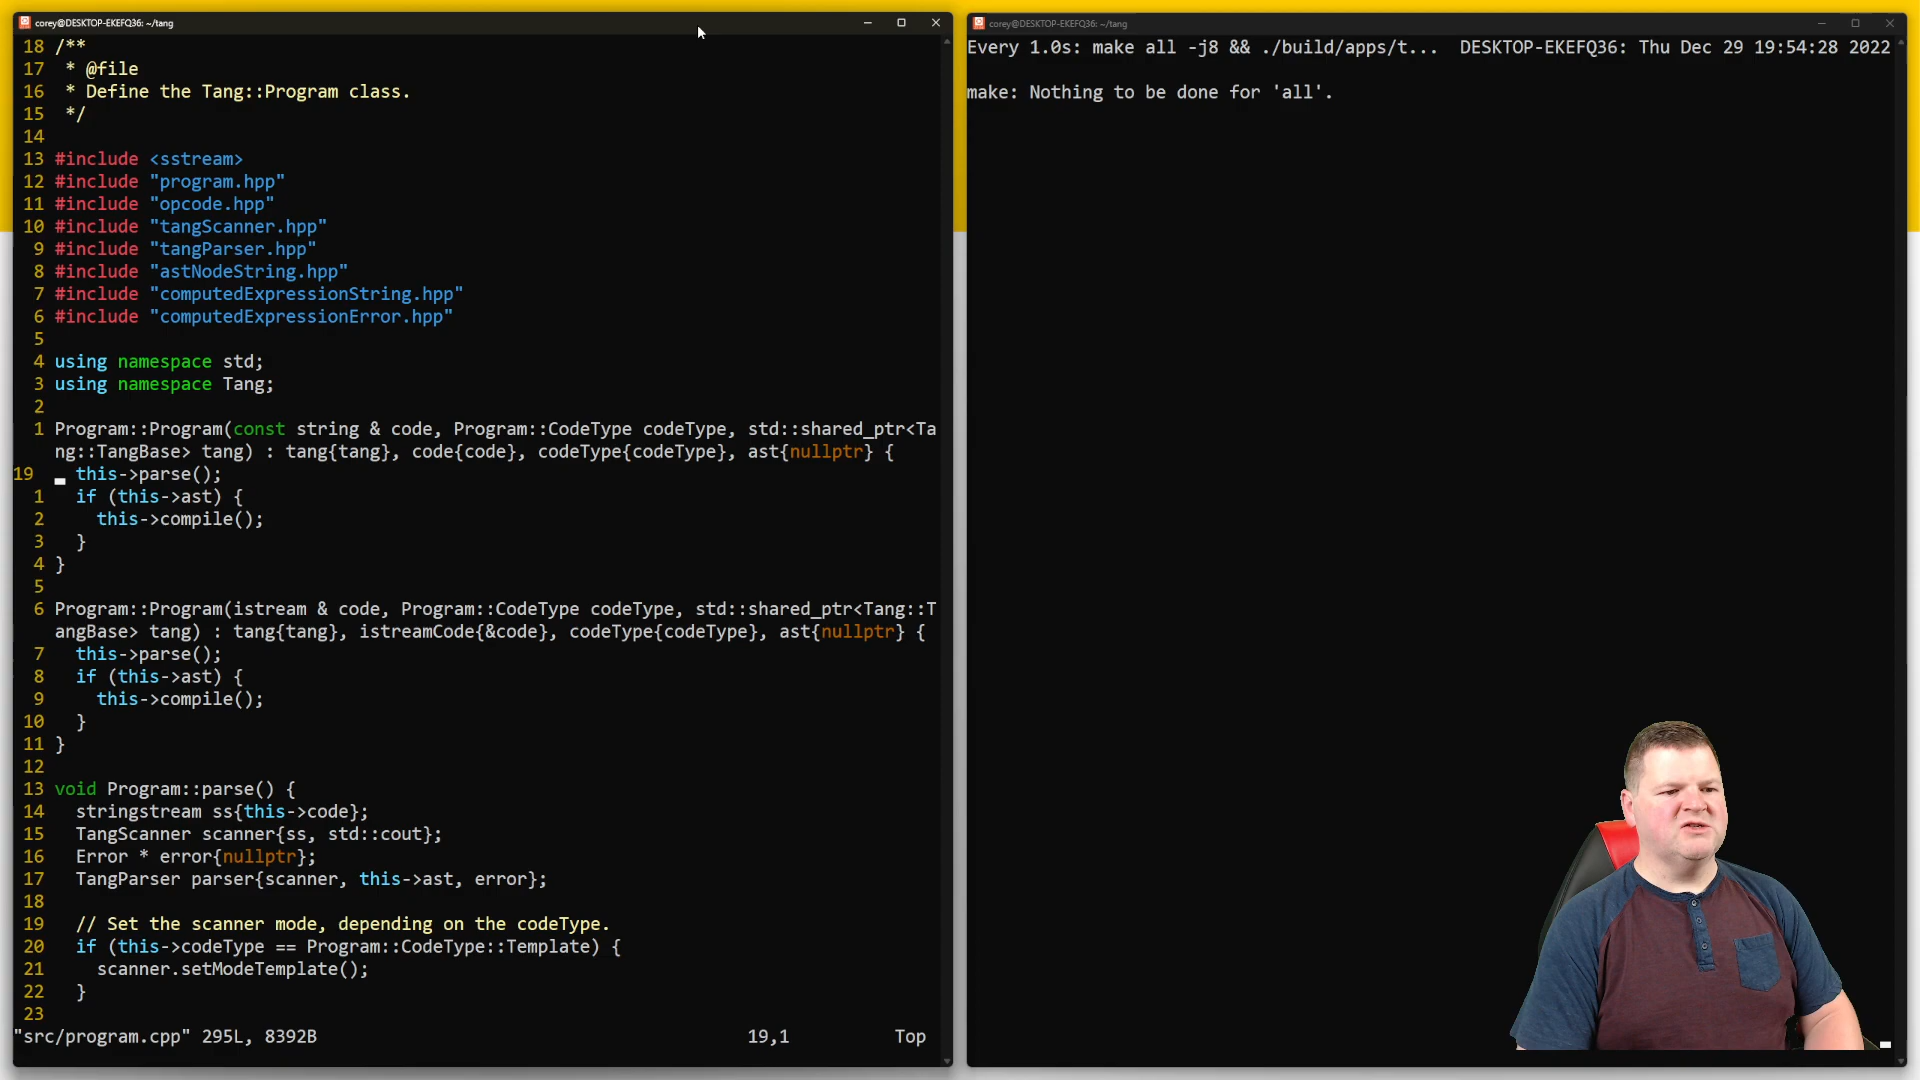 corey@DESKTOP-EKEFQ36: ~/tang
18 /**
17  * @file
16  * Define the Tang::Program class.
15  */
14
13 #include <sstream>
12 #include "program.hpp"
11 #include "opcode.hpp"
10 #include "tangScanner.hpp"
9 #include "tangParser.hpp"
8 #include "astNodeString.hpp"
7 #include "computedExpressionString.hpp"
6 #include "computedExpressionError.hpp"
5
4 using namespace std;
3 using namespace Tang;
2
1 Program::Program(const string & code, Program::CodeType codeType, std::shared_ptr<Ta
ng::TangBase> tang) : tang{tang}, code{code}, codeType{codeType}, ast{nullptr} {
19   this->parse();
1   if (this->ast) {
2     this->compile();
3   }
4 }
5
6 Program::Program(istream & code, Program::CodeType codeType, std::shared_ptr<Tang::T
angBase> tang) : tang{tang}, istreamCode{&code}, codeType{codeType}, ast{nullptr} {
7   this->parse();
8   if (this->ast) {
9     this->compile();
10   }
11 }
12
13 void Program::parse() {
14   stringstream ss{this->code};
15   TangScanner scanner{ss, std::cout};
16   Error * error{nullptr};
17   TangParser parser{scanner, this->ast, error};
18
19   // Set the scanner mode, depending on the codeType.
20   if (this->codeType == Program::CodeType::Template) {
21     scanner.setModeTemplate();
22   }
23
"src/program.cpp" 295L, 8392B 19,1 Top
corey@DESKTOP-EKEFQ36: ~/tang
Every 1.0s: make all -j8 && ./build/apps/t... DESKTOP-EKEFQ36: Thu Dec 29 19:54:28 2022
make: Nothing to be done for 'all'.